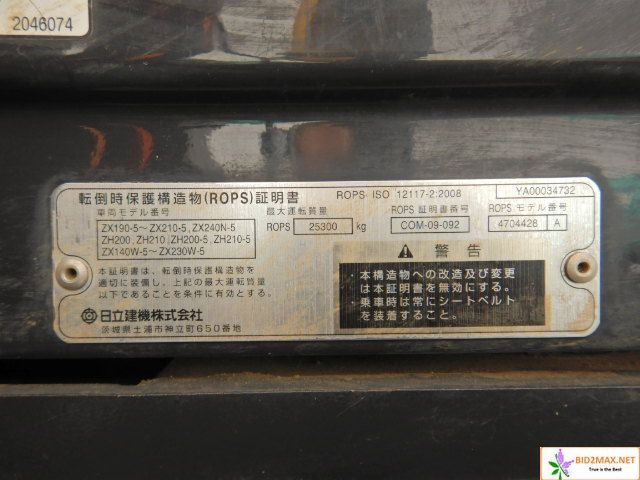 2046074
転倒時保護構造物(ROPS)証明書 ROPS ISO 12117-2:2008 YA00034732
車両モデル番号 最大運転質量 ROPS 証明書番号 ROPS モデル番号
ZX190-5～ZX210-5, ZX240N-5 ROPS 25300 kg COM-09-092 4704428 A
ZH200, ZH210, ZH200-5, ZH210-5
ZX140W-5～ZX230W-5
本証明書は、転倒時保護構造物を
適切に装備し、上記の最大運転質量
以下であることを条件に有効とする。
日立建機株式会社
茨城県土浦市神立町650番地
警告
・本構造物への改造及び変更
は本証明書を無効にする。
・乗車時は常にシートベルト
を装着すること。
BID2MAX.NET
True is the Best